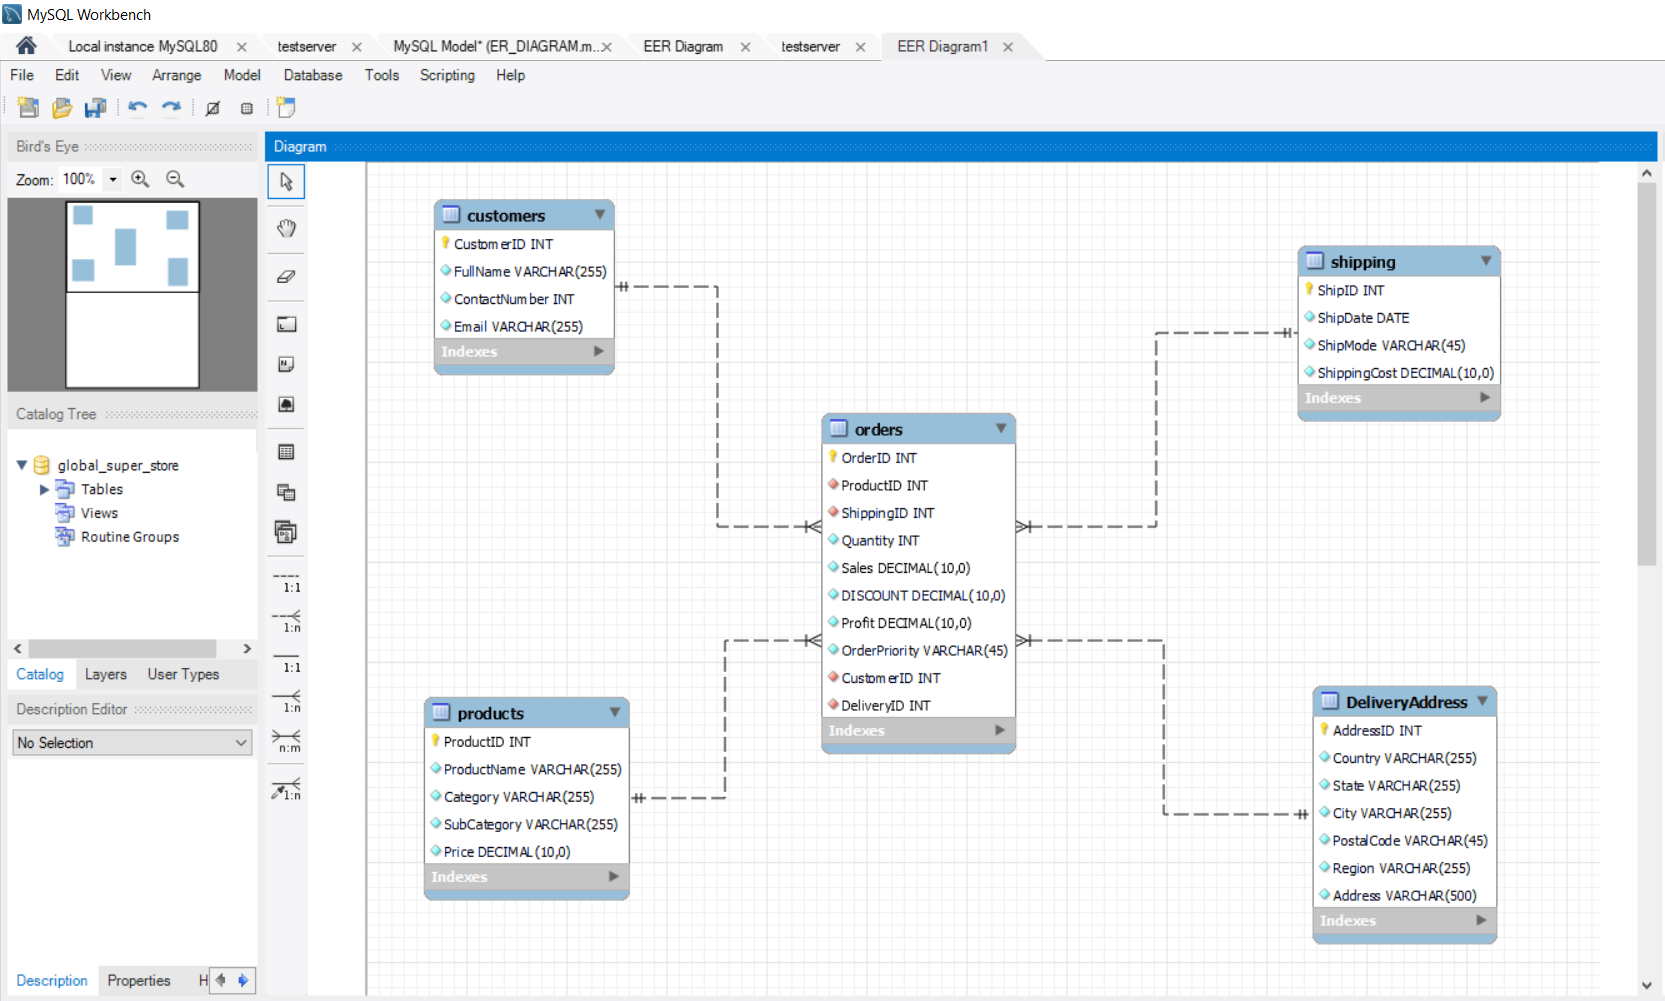 MySQL Workbench
Local instance MySQL80
testserver
MySQL Model* (ER_DIAGRAM.m...
EER Diagram
testserver
EER Diagram1
File Edit View Arrange Model Database Tools Scripting Help
Bird's Eye
Zoom: 100%
Catalog Tree
global_super_store
Tables
Views
Routine Groups
Catalog Layers User Types
Description Editor
No Selection
Description Properties H
Diagram
1:1
1:n
1:1
1:n
n:m
1:n
customers
CustomerID INT
FullName VARCHAR(255)
ContactNumber INT
Email VARCHAR(255)
Indexes
shipping
ShipID INT
ShipDate DATE
ShipMode VARCHAR(45)
ShippingCost DECIMAL(10,0)
Indexes
orders
OrderID INT
ProductID INT
ShippingID INT
Quantity INT
Sales DECIMAL(10,0)
DISCOUNT DECIMAL(10,0)
Profit DECIMAL(10,0)
OrderPriority VARCHAR(45)
CustomerID INT
DeliveryID INT
Indexes
products
ProductID INT
ProductName VARCHAR(255)
Category VARCHAR(255)
SubCategory VARCHAR(255)
Price DECIMAL(10,0)
Indexes
DeliveryAddress
AddressID INT
Country VARCHAR(255)
State VARCHAR(255)
City VARCHAR(255)
PostalCode VARCHAR(45)
Region VARCHAR(255)
Address VARCHAR(500)
Indexes